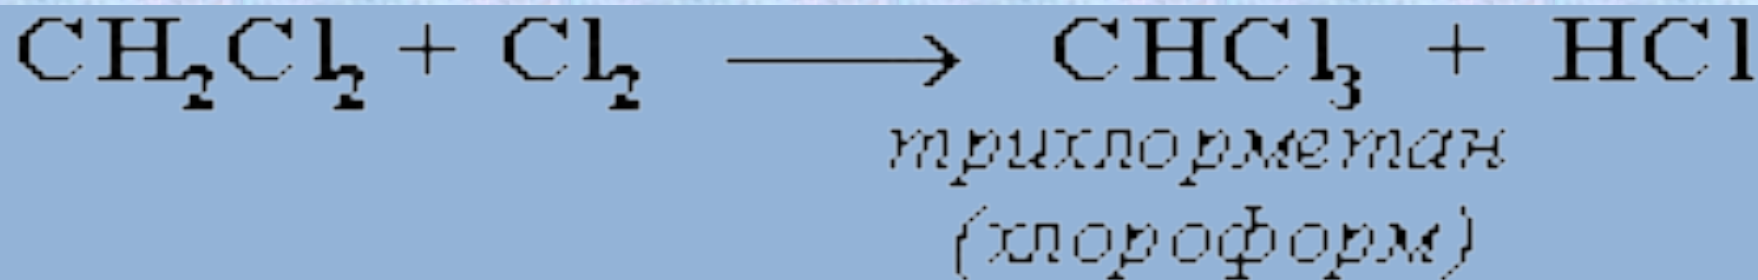 CH₂Cl₂ + Cl₂ ⟶ CHCl₃ + HCl
трихлорметан
(хлороформ)